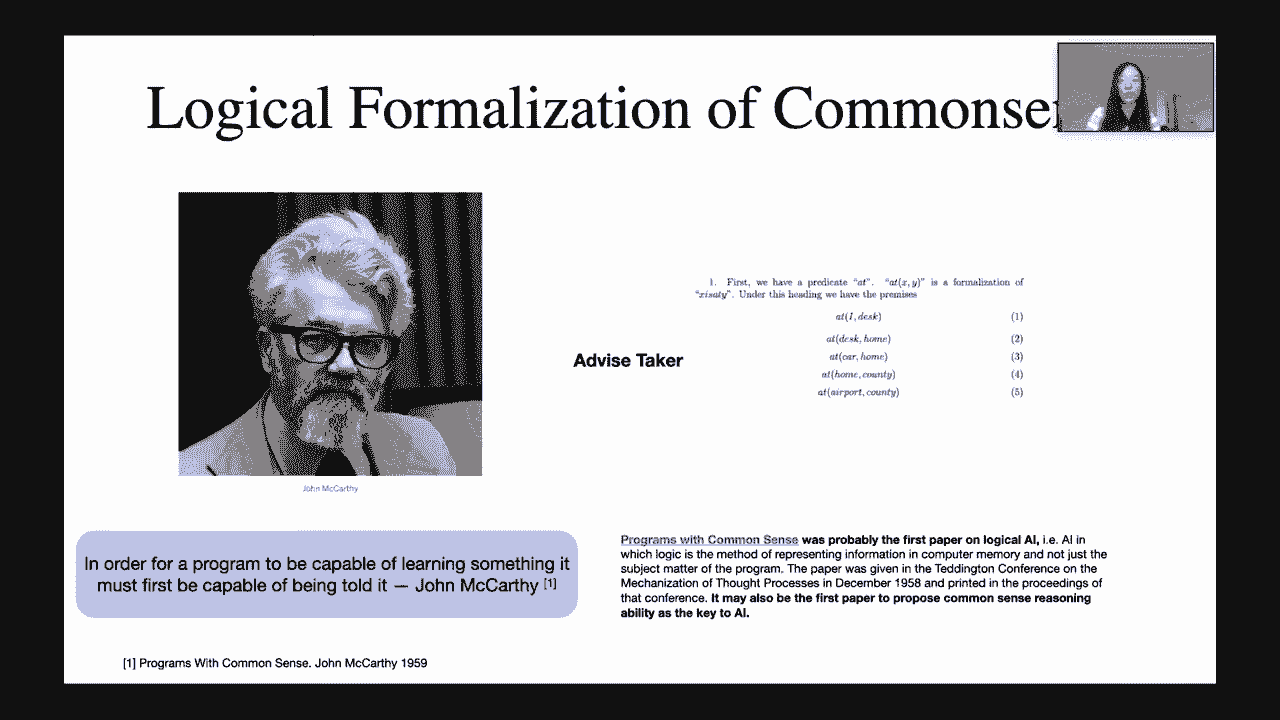 Logical Formalization of Commonse
1. First, we have a predicate "at". "at(x, y)" is a formalization of
"xisaty". Under this heading we have the premises
at(I, desk) (1)
at(desk, home) (2)
at(car, home) (3)
at(home, county) (4)
at(airport, county) (5)
Advise Taker
John McCarthy
In order for a program to be capable of learning something it
must first be capable of being told it — John McCarthy [1]
Programs with Common Sense was probably the first paper on logical AI, i.e. AI in
which logic is the method of representing information in computer memory and not just the
subject matter of the program. The paper was given in the Teddington Conference on the
Mechanization of Thought Processes in December 1958 and printed in the proceedings of
that conference. It may also be the first paper to propose common sense reasoning
ability as the key to AI.
[1] Programs With Common Sense. John McCarthy 1959